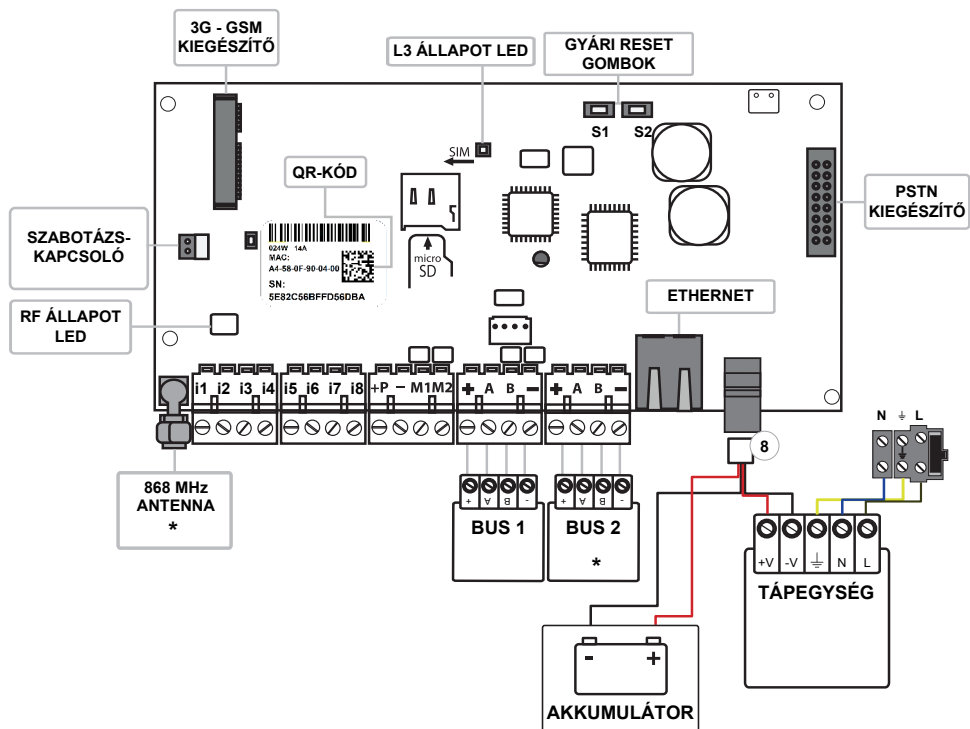 3G - GSM
KIEGÉSZÍTŐ
L3 ÁLLAPOT LED
GYÁRI RESET
GOMBOK
S1 S2
SIM
QR-KÓD
PSTN
KIEGÉSZÍTŐ
SZABOTÁZS-
KAPCSOLÓ
024W 14A
MAC:
A4-58-0F-90-04-00
SN:
5E82C56BFFD56DBA
micro
SD
ETHERNET
RF ÁLLAPOT
LED
i1 i2 i3 i4 i5 i6 i7 i8 +P − M1 M2 + A B − + A B −
N ⏚ L
8
868 MHz
ANTENNA
*
+ A B -
BUS 1
+ A B -
BUS 2
*
+V -V ⏚ N L
TÁPEGYSÉG
- +
AKKUMULÁTOR